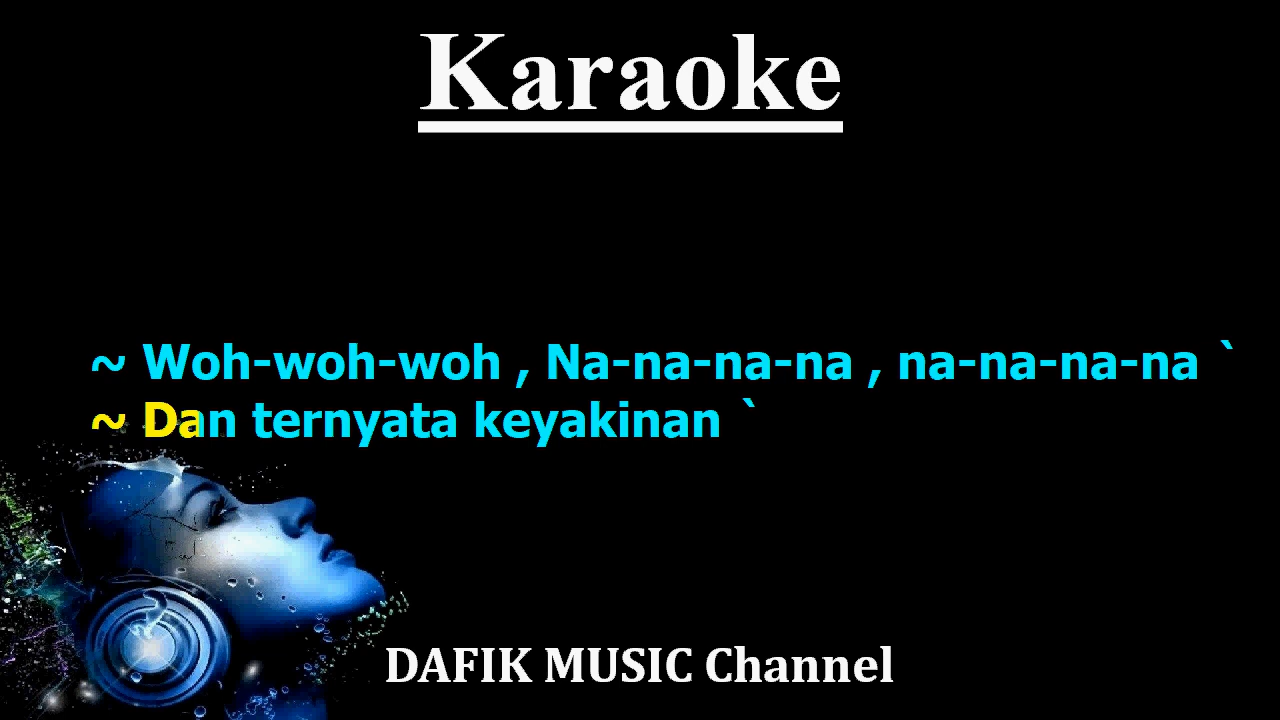 Karaoke
~ Woh-woh-woh , Na-na-na-na , na-na-na-na `
~ Dan ternyata keyakinan `
DAFIK MUSIC Channel